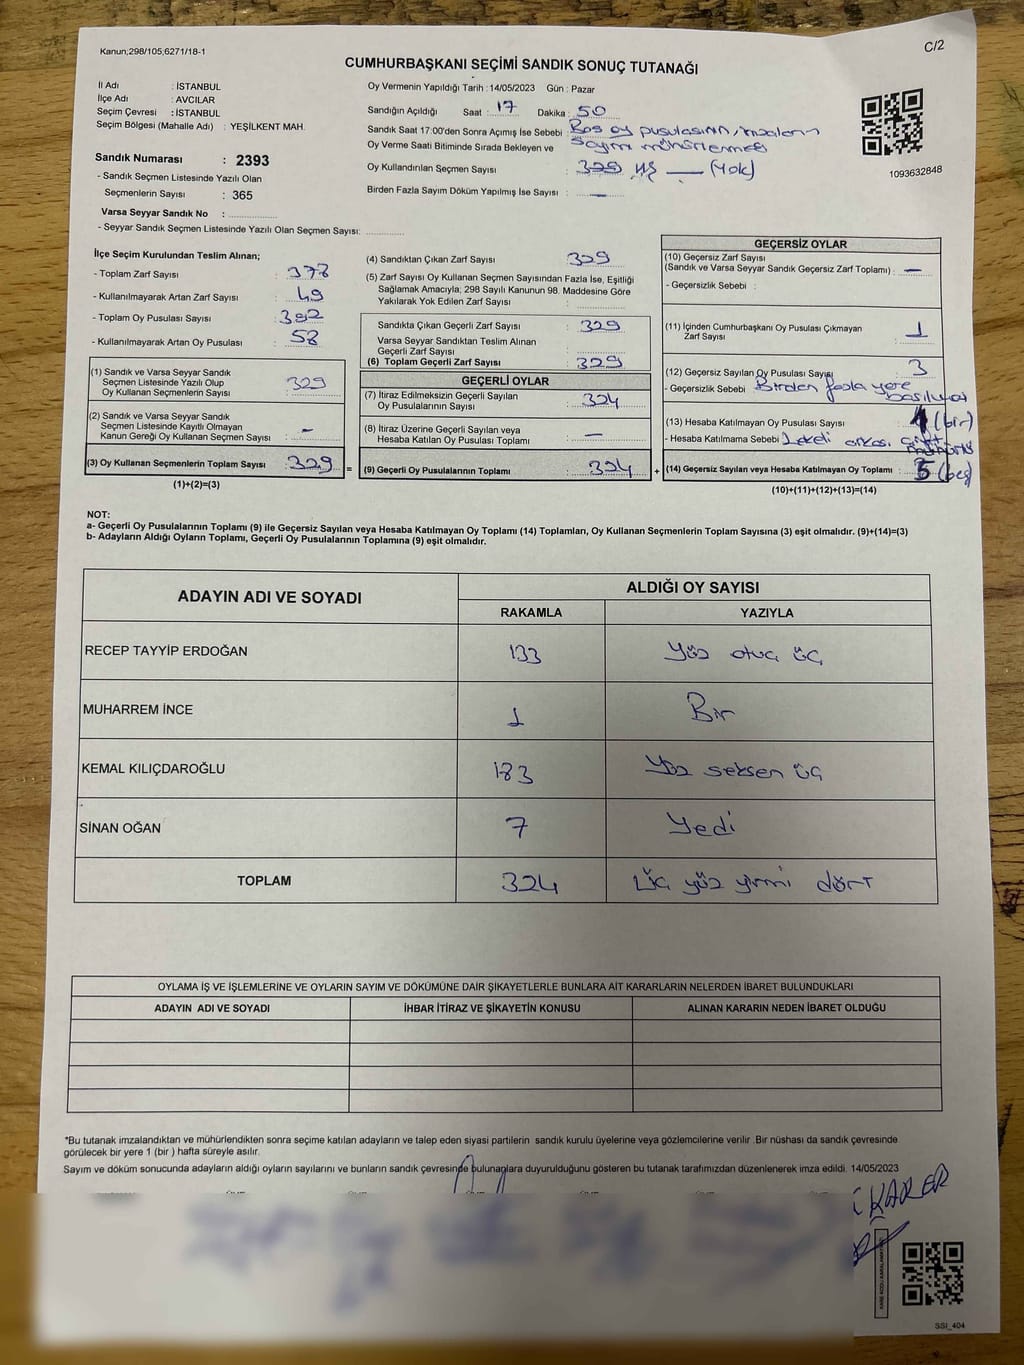 Kanun;298/105,6271/18-1
C/2
CUMHURBAŞKANI SEÇİMİ SANDIK SONUÇ TUTANAĞI
İl Adı : İSTANBUL
İlçe Adı : AVCILAR
Seçim Çevresi : İSTANBUL
Seçim Bölgesi (Mahalle Adı) : YEŞİLKENT MAH.
Sandık Numarası : 2393
- Sandık Seçmen Listesinde Yazılı Olan
Seçmenlerin Sayısı : 365
Varsa Seyyar Sandık No :
- Seyyar Sandık Seçmen Listesinde Yazılı Olan Seçmen Sayısı:
Oy Vermenin Yapıldığı Tarih : 14/05/2023 Gün : Pazar
Sandığın Açıldığı Saat : 17 Dakika : 50
Sandık Saat 17:00'den Sonra Açımış İse Sebebi : Boş oy pusulasının, imzaların
Oy Verme Saati Bitiminde Sırada Bekleyen ve sayım mühürlenmesi
Oy Kullandırılan Seçmen Sayısı : 329 — (Yok)
Birden Fazla Sayım Döküm Yapılmış İse Sayısı : —
1093632848
İlçe Seçim Kurulundan Teslim Alınan;
- Toplam Zarf Sayısı : 378
- Kullanılmayarak Artan Zarf Sayısı : 49
- Toplam Oy Pusulası Sayısı : 382
- Kullanılmayarak Artan Oy Pusulası : 58
(1) Sandık ve Varsa Seyyar Sandık
Seçmen Listesinde Yazılı Olup
Oy Kullanan Seçmenlerin Sayısı : 329
(2) Sandık ve Varsa Seyyar Sandık
Seçmen Listesinde Kayıtlı Olmayan
Kanun Gereği Oy Kullanan Seçmen Sayısı : —
(3) Oy Kullanan Seçmenlerin Toplam Sayısı : 329 =
(1)+(2)=(3)
(4) Sandıktan Çıkan Zarf Sayısı : 329
(5) Zarf Sayısı Oy Kullanan Seçmen Sayısından Fazla İse, Eşitliği
Sağlamak Amacıyla; 298 Sayılı Kanunun 98. Maddesine Göre
Yakılarak Yok Edilen Zarf Sayısı :
Sandıkta Çıkan Geçerli Zarf Sayısı : 329
Varsa Seyyar Sandıktan Teslim Alınan
Geçerli Zarf Sayısı :
(6) Toplam Geçerli Zarf Sayısı : 329
GEÇERLİ OYLAR
(7) İtiraz Edilmeksizin Geçerli Sayılan
Oy Pusulalarının Sayısı : 324
(8) İtiraz Üzerine Geçerli Sayılan veya
Hesaba Katılan Oy Pusulası Toplamı : —
(9) Geçerli Oy Pusulalarının Toplamı : 324 +
GEÇERSİZ OYLAR
(10) Geçersiz Zarf Sayısı
(Sandık ve Varsa Seyyar Sandık Geçersiz Zarf Toplamı) : —
- Geçersizlik Sebebi :
(11) İçinden Cumhurbaşkanı Oy Pusulası Çıkmayan
Zarf Sayısı : 1
(12) Geçersiz Sayılan Oy Pusulası Sayısı : 3
- Geçersizlik Sebebi : Birden fazla yere
(13) Hesaba Katılmayan Oy Pusulası Sayısı : 1 (bir)
- Hesaba Katılmama Sebebi : Lekeli arkası çift
(14) Geçersiz Sayılan veya Hesaba Katılmayan Oy Toplamı : 5 (beş)
(10)+(11)+(12)+(13)=(14)
NOT:
a- Geçerli Oy Pusulalarının Toplamı (9) ile Geçersiz Sayılan veya Hesaba Katılmayan Oy Toplamı (14) Toplamları, Oy Kullanan Seçmenlerin Toplam Sayısına (3) eşit olmalıdır. (9)+(14)=(3)
b- Adayların Aldığı Oyların Toplamı, Geçerli Oy Pusulalarının Toplamına (9) eşit olmalıdır.
ADAYIN ADI VE SOYADI
ALDIĞI OY SAYISI
RAKAMLA YAZIYLA
RECEP TAYYİP ERDOĞAN 133 Yüz otuz üç
MUHARREM İNCE 1 Bir
KEMAL KILIÇDAROĞLU 183 Yüz seksen üç
SİNAN OĞAN 7 Yedi
TOPLAM 324 Üç yüz yirmi dört
OYLAMA İŞ VE İŞLEMLERİNE VE OYLARIN SAYIM VE DÖKÜMÜNE DAİR ŞİKAYETLERLE BUNLARA AİT KARARLARIN NELERDEN İBARET BULUNDUKLARI
ADAYIN ADI VE SOYADI İHBAR İTİRAZ VE ŞİKAYETİN KONUSU ALINAN KARARIN NEDEN İBARET OLDUĞU
*Bu tutanak imzalandıktan ve mühürlendikten sonra seçime katılan adayların ve talep eden siyasi partilerin sandık kurulu üyelerine veya gözlemcilerine verilir .Bir nüshası da sandık çevresinde
görülecek bir yere 1 (bir ) hafta süreyle asılır.
Sayım ve döküm sonucunda adayların aldığı oyların sayılarını ve bunların sandık çevresinde bulunanlara duyurulduğunu gösteren bu tutanak tarafımızdan düzenlenerek imza edildi. 14/05/2023
KARER
SSI_404